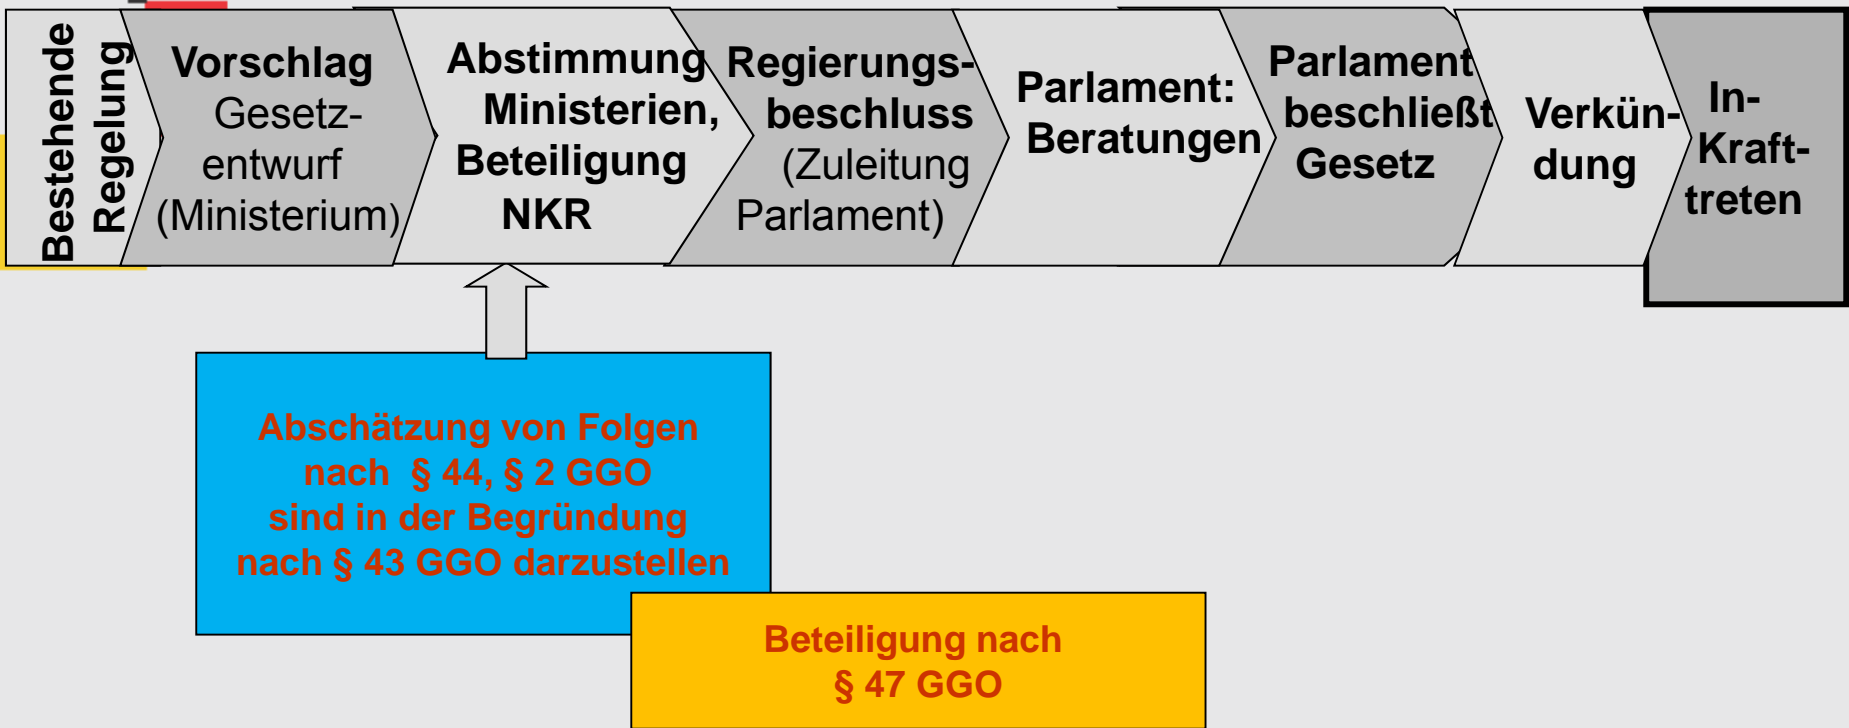 Bestehende
Regelung
Vorschlag
Gesetz-
entwurf
(Ministerium)
Abstimmung
Ministerien,
Beteiligung
NKR
Regierungs-
beschluss
(Zuleitung
Parlament)
Parlament:
Beratungen
Parlament
beschließt
Gesetz
Verkün-
dung
In-
Kraft-
treten
Abschätzung von Folgen
nach § 44, § 2 GGO
sind in der Begründung
nach § 43 GGO darzustellen
Beteiligung nach
§ 47 GGO